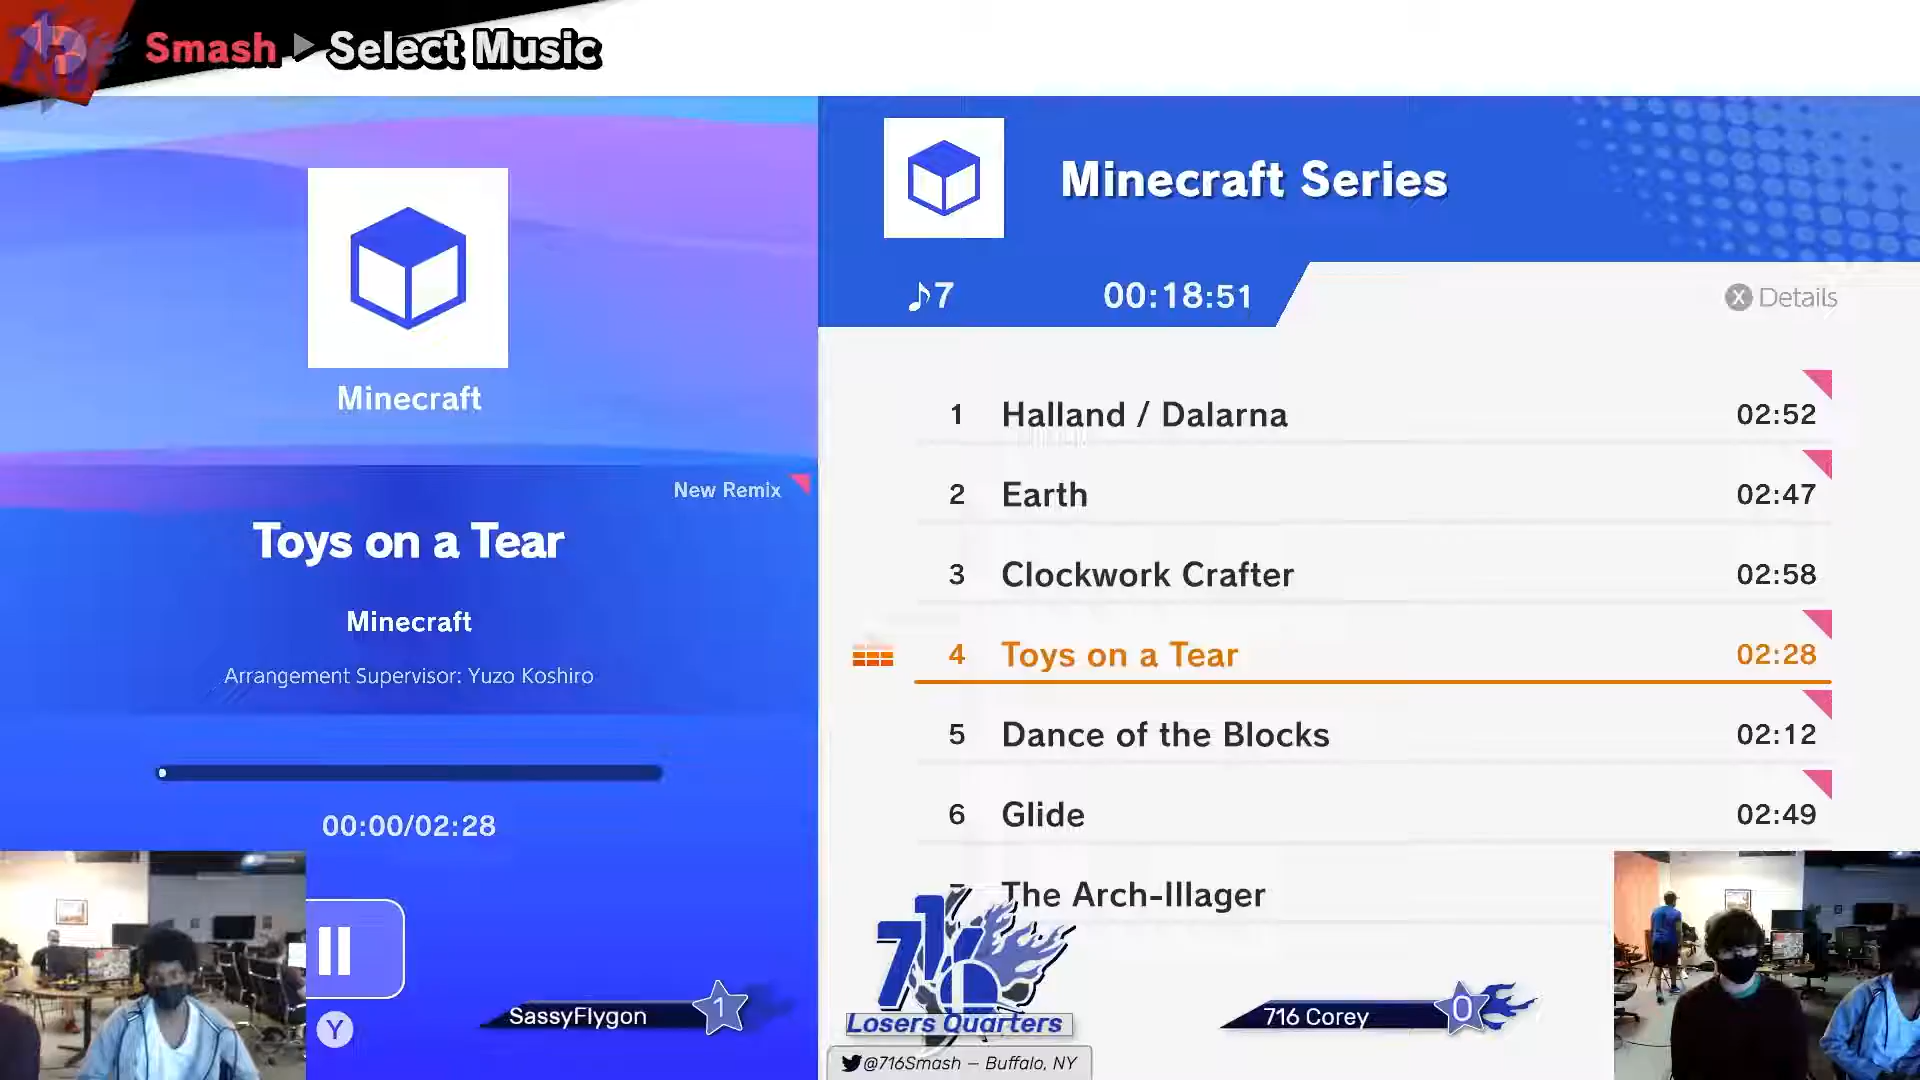 Smash
Select Music
Minecraft
New Remix
Toys on a Tear
Minecraft
Arrangement Supervisor: Yuzo Koshiro
00:00/02:28
Y
Minecraft Series
♪7
00:18:51
X Details
1 Halland / Dalarna 02:52
2 Earth 02:47
3 Clockwork Crafter 02:58
4 Toys on a Tear 02:28
5 Dance of the Blocks 02:12
6 Glide 02:49
The Arch-Illager
SassyFlygon 1
716
Losers Quarters
716 Corey 0
@716Smash – Buffalo, NY